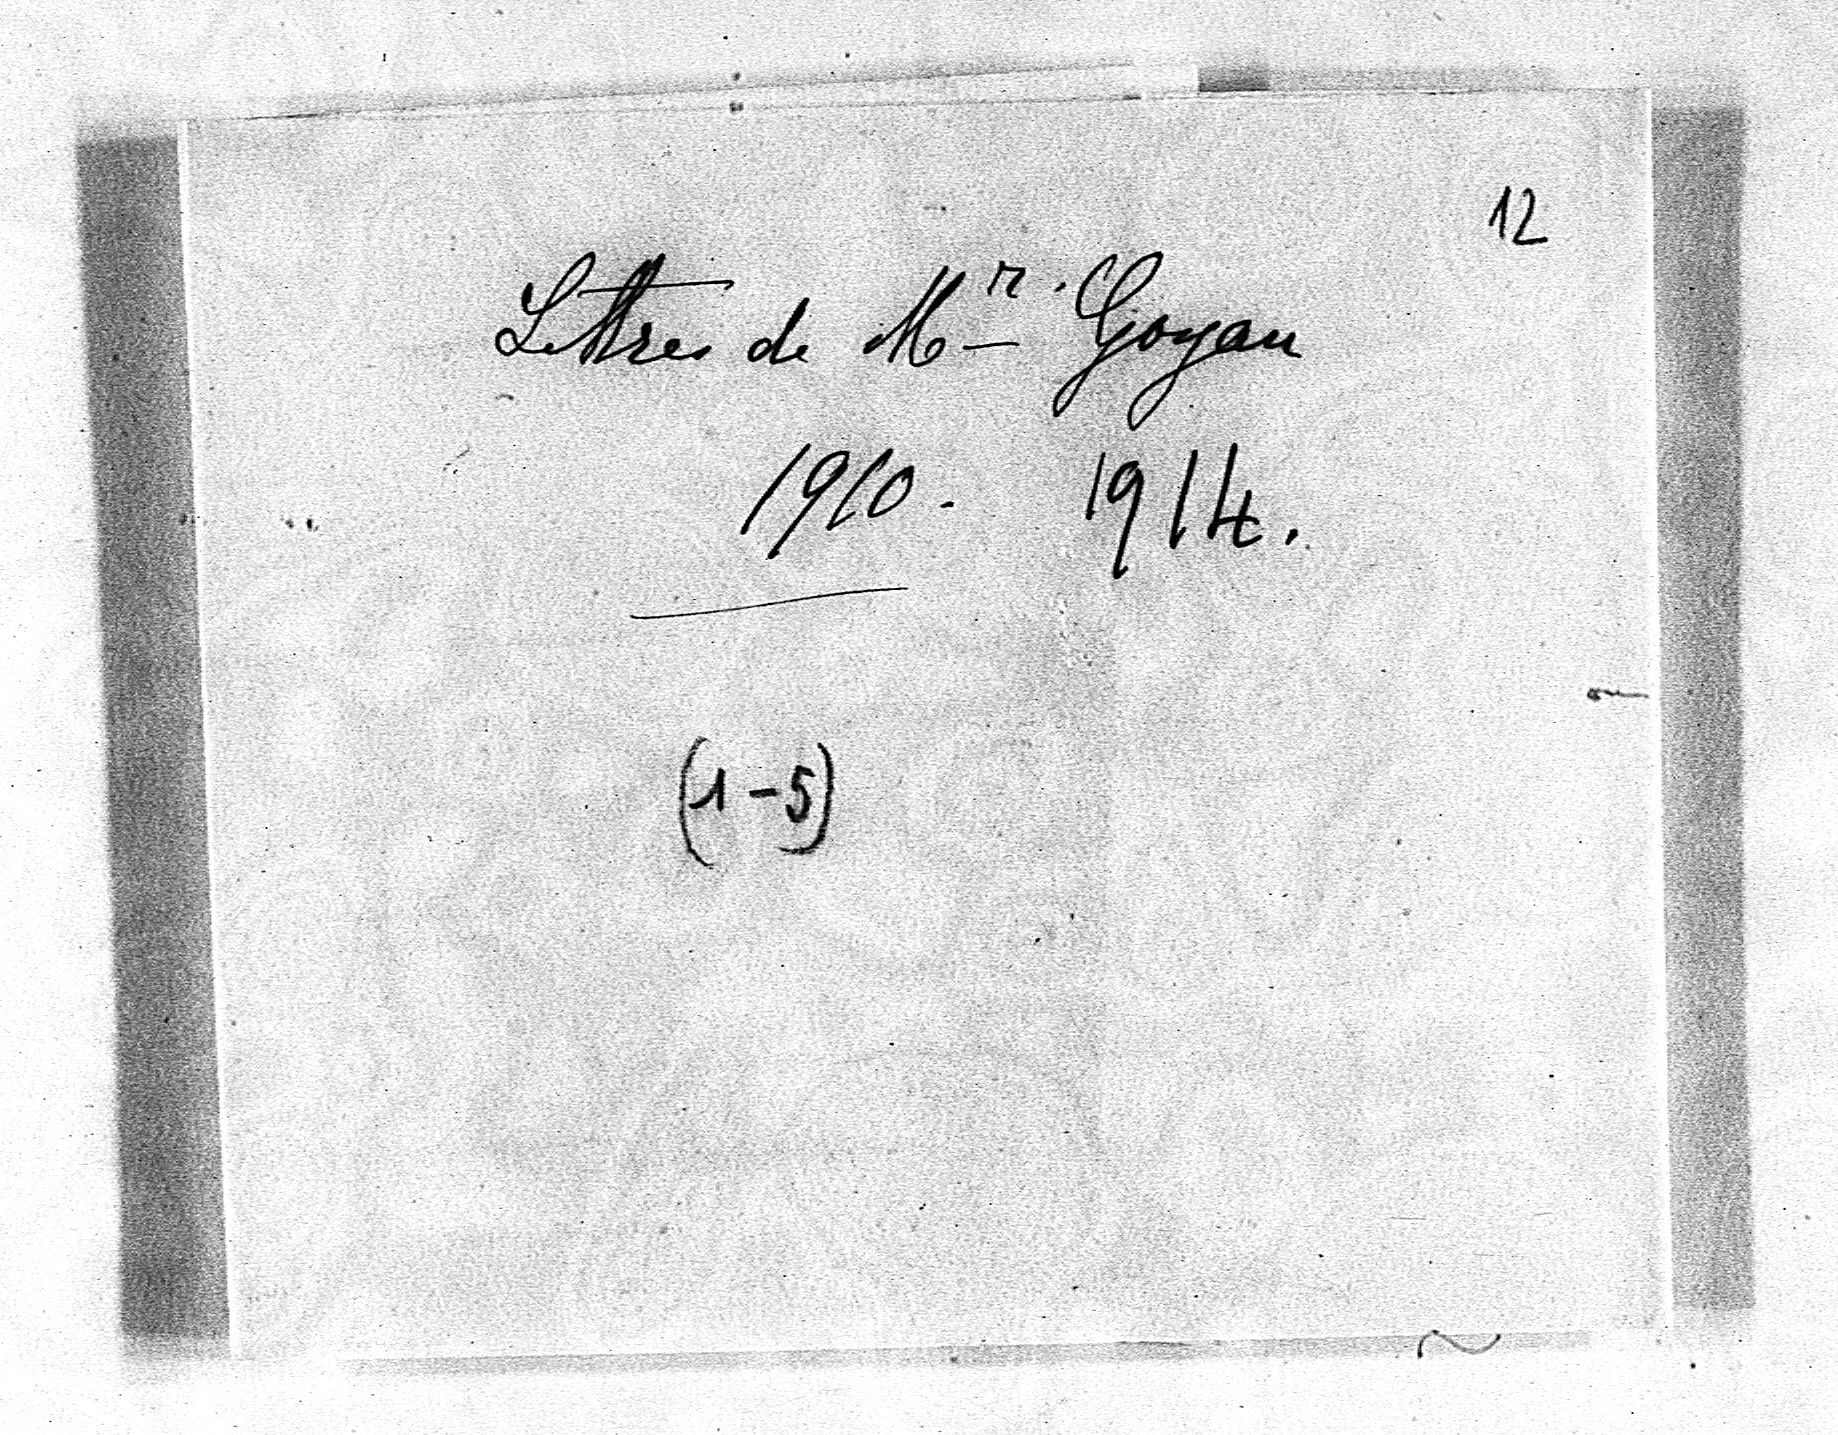 12
Lettres de Mr. Goyau
1910. 1914.
(1-5)